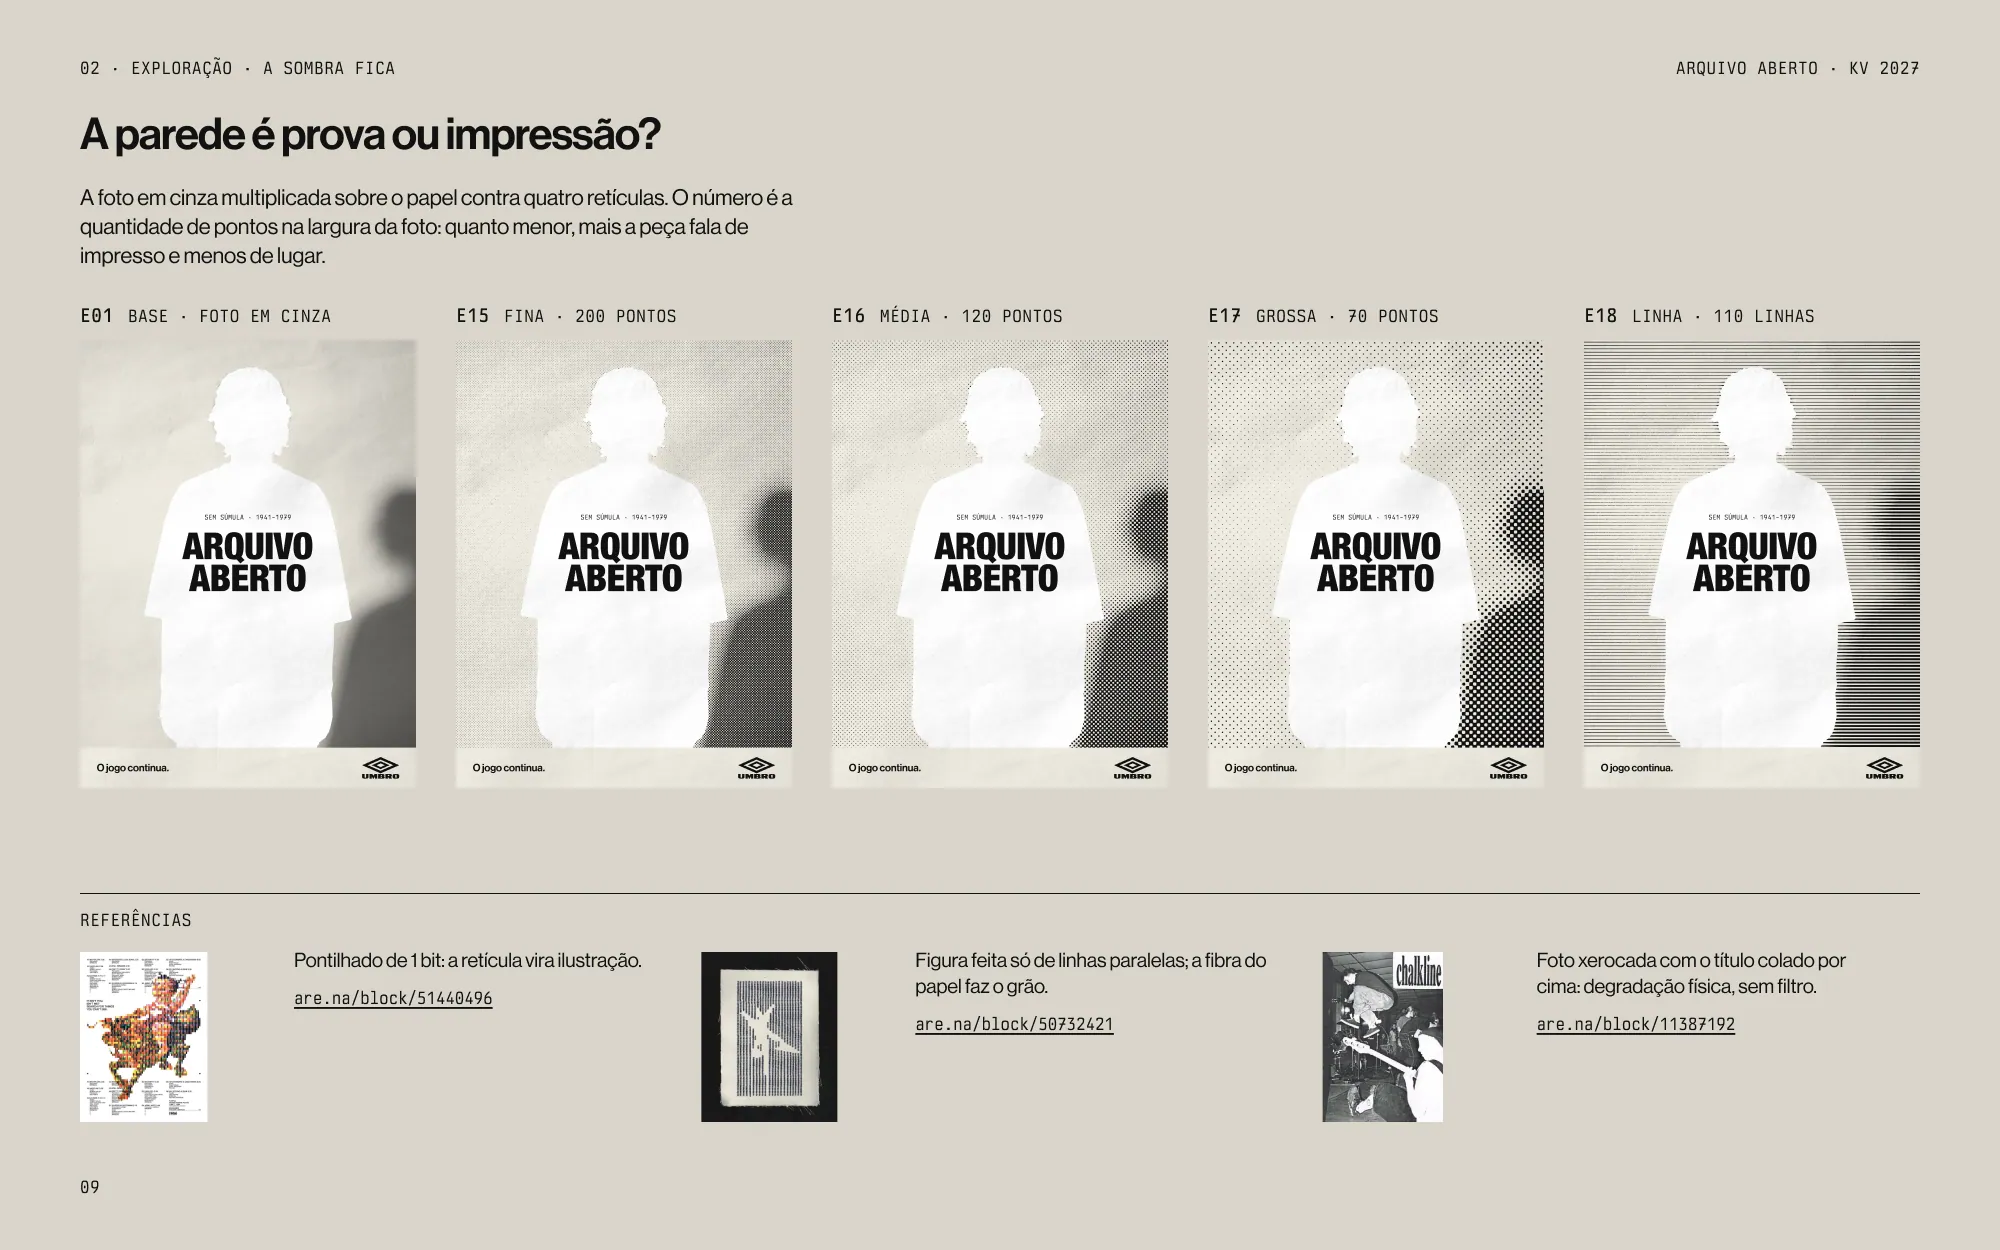 02 · EXPLORAÇÃO · A SOMBRA FICA
ARQUIVO ABERTO · KV 2027
A parede é prova ou impressão?
A foto em cinza multiplicada sobre o papel contra quatro retículas. O número é a
quantidade de pontos na largura da foto: quanto menor, mais a peça fala de
impresso e menos de lugar.
E01 BASE · FOTO EM CINZA
SEM SÚMULA · 1941–1979
ARQUIVO
ABERTO
O jogo continua.
UMBRO
E15 FINA · 200 PONTOS
SEM SÚMULA · 1941–1979
ARQUIVO
ABERTO
O jogo continua.
UMBRO
E16 MÉDIA · 120 PONTOS
SEM SÚMULA · 1941–1979
ARQUIVO
ABERTO
O jogo continua.
UMBRO
E17 GROSSA · 70 PONTOS
SEM SÚMULA · 1941–1979
ARQUIVO
ABERTO
O jogo continua.
UMBRO
E18 LINHA · 110 LINHAS
SEM SÚMULA · 1941–1979
ARQUIVO
ABERTO
O jogo continua.
UMBRO
REFERÊNCIAS
Pontilhado de 1 bit: a retícula vira ilustração.
are.na/block/51440496
Figura feita só de linhas paralelas; a fibra do
papel faz o grão.
are.na/block/50732421
chalkline
Foto xerocada com o título colado por
cima: degradação física, sem filtro.
are.na/block/11387192
09